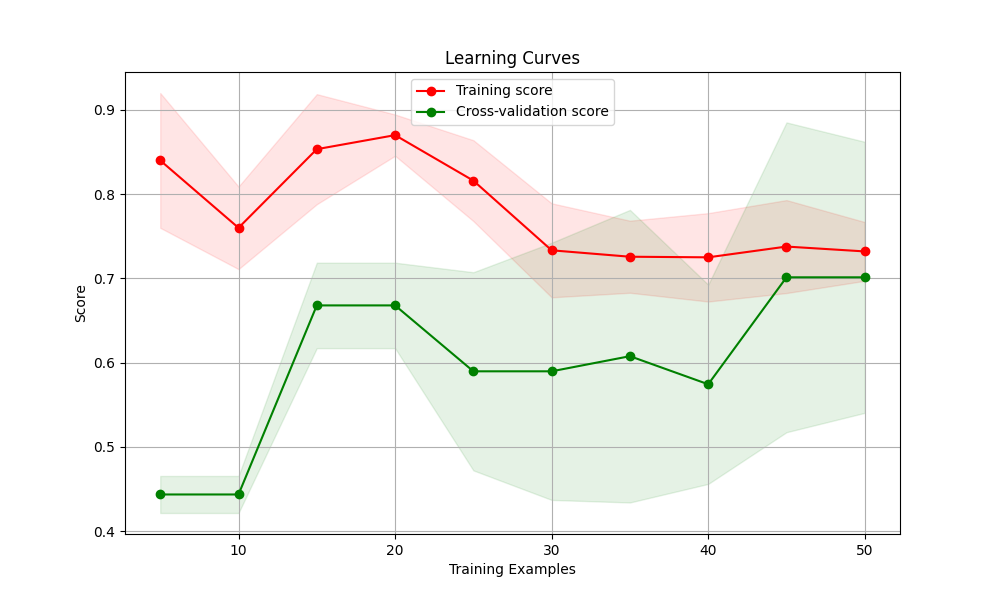 Learning Curves
Training score
Cross-validation score
Score
0.9
0.8
0.7
0.6
0.5
0.4
10 20 30 40 50
Training Examples